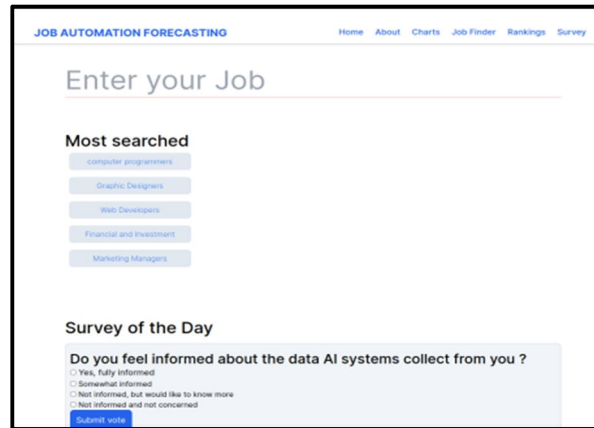 JOB AUTOMATION FORECASTING
Home About Charts Job Finder Rankings Survey
Enter your Job
Most searched
computer programmers
Graphic Designers
Web Developers
Financial and Investment
Marketing Managers
Survey of the Day
Do you feel informed about the data AI systems collect from you ?
Yes, fully informed
Somewhat informed
Not informed, but would like to know more
Not informed and not concerned
Submit vote